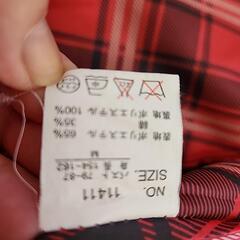 NO. 11411
SIZE.
バスト 79-87
身長 154-162
M
表地 ポリエステル 65%
綿 35%
裏地 ポリエステル 100%